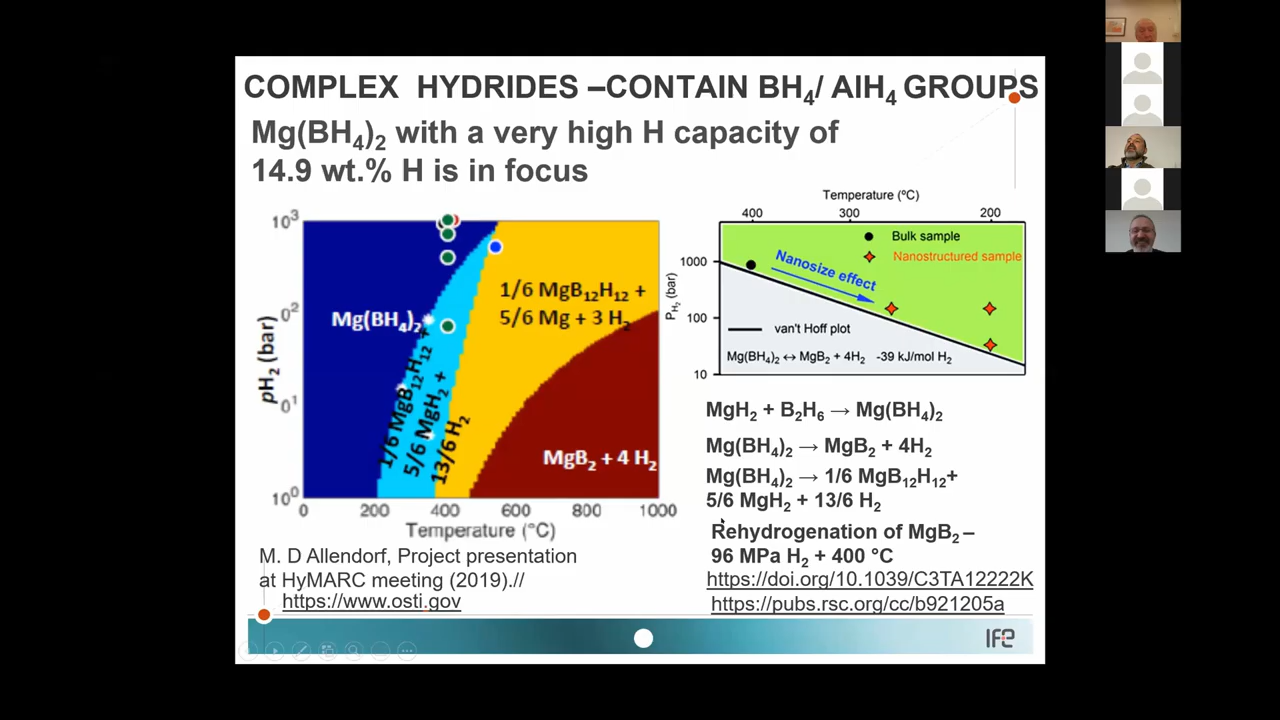 COMPLEX HYDRIDES –CONTAIN BH4/ AlH4 GROUPS
Mg(BH4)2 with a very high H capacity of
14.9 wt.% H is in focus
10³
0²
0¹
10⁰
pH2 (bar)
Mg(BH4)2
1/6 MgB12H12 +
5/6 MgH2 +
13/6 H2
1/6 MgB12H12 +
5/6 Mg + 3 H2
MgB2 + 4 H2
0 200 400 600 800 1000
Temperature (°C)
M. D Allendorf, Project presentation
at HyMARC meeting (2019).//
https://www.osti.gov
Temperature (ºC)
400 300 200
Bulk sample
Nanostructured sample
Nanosize effect
1000
100
10
PH2 (bar)
van't Hoff plot
Mg(BH4)2 ↔ MgB2 + 4H2 -39 kJ/mol H2
MgH2 + B2H6 → Mg(BH4)2
Mg(BH4)2 → MgB2 + 4H2
Mg(BH4)2 → 1/6 MgB12H12+
5/6 MgH2 + 13/6 H2
Rehydrogenation of MgB2 –
96 MPa H2 + 400 °C
https://doi.org/10.1039/C3TA12222K
https://pubs.rsc.org/cc/b921205a
IFE